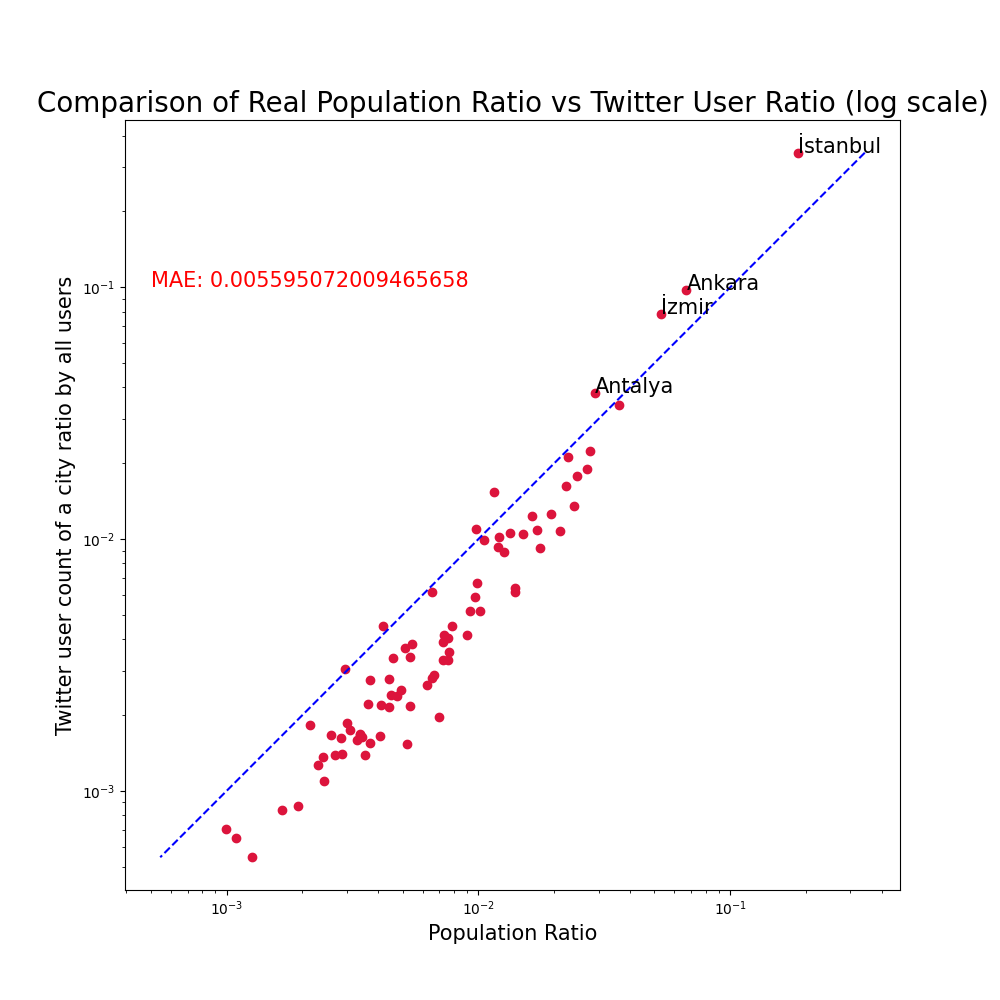 Comparison of Real Population Ratio vs Twitter User Ratio (log scale)
İstanbul
MAE: 0.005595072009465658
Ankara
İzmir
Antalya
Twitter user count of a city ratio by all users
10⁻¹
10⁻²
10⁻³
10⁻³ 10⁻² 10⁻¹
Population Ratio